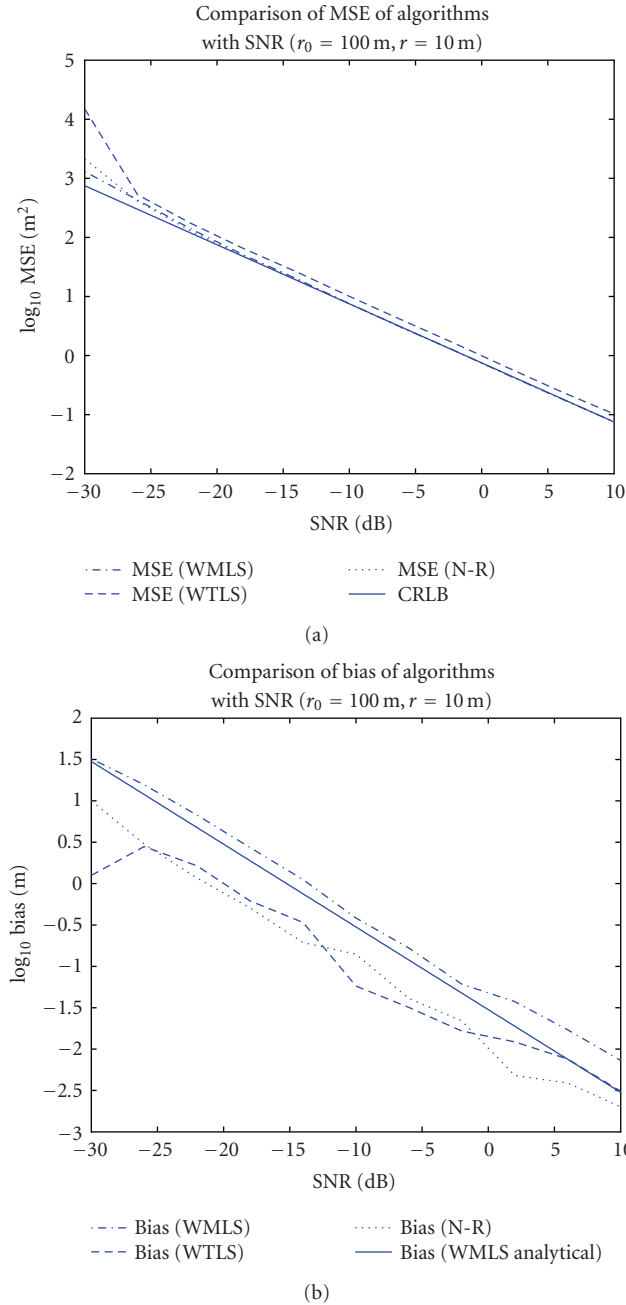 Comparison of MSE of algorithms
with SNR (r₀ = 100 m, r = 10 m)
5
4
3
2
1
0
−1
−2
log₁₀ MSE (m²)
−30 −25 −20 −15 −10 −5 0 5 10
SNR (dB)
MSE (WMLS) MSE (N-R)
MSE (WTLS) CRLB
(a)
Comparison of bias of algorithms
with SNR (r₀ = 100 m, r = 10 m)
2
1.5
1
0.5
0
−0.5
−1
−1.5
−2
−2.5
−3
log₁₀ bias (m)
−30 −25 −20 −15 −10 −5 0 5 10
SNR (dB)
Bias (WMLS) Bias (N-R)
Bias (WTLS) Bias (WMLS analytical)
(b)